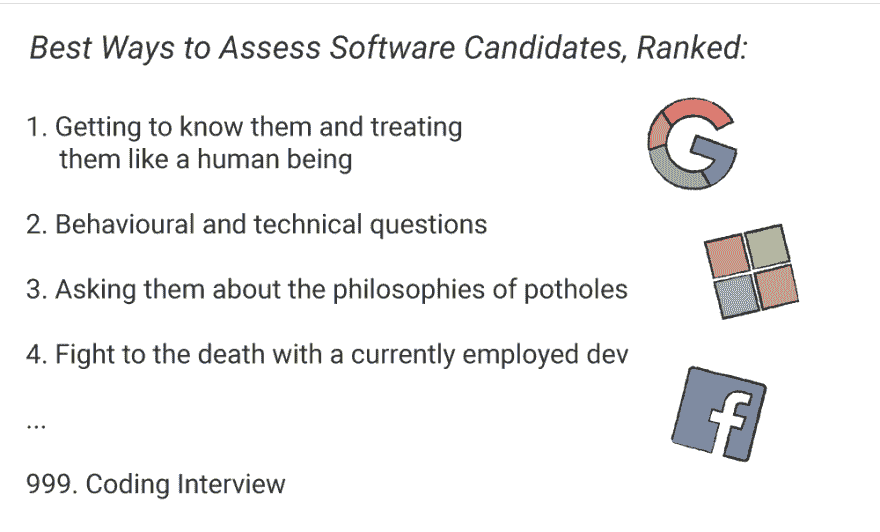 Best Ways to Assess Software Candidates, Ranked:
1. Getting to know them and treating
them like a human being
2. Behavioural and technical questions
3. Asking them about the philosophies of potholes
4. Fight to the death with a currently employed dev
...
999. Coding Interview